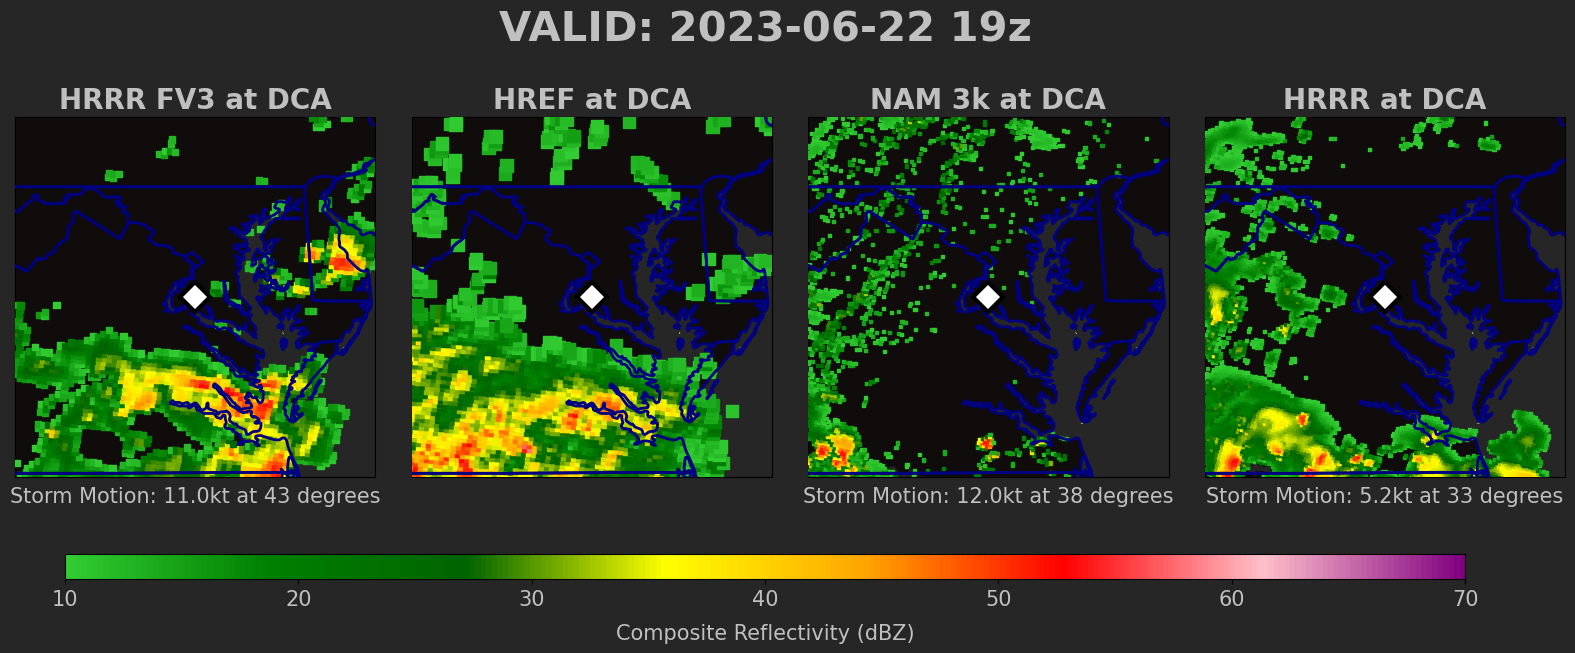 VALID: 2023-06-22 19z
HRRR FV3 at DCA
HREF at DCA
NAM 3k at DCA
HRRR at DCA
Storm Motion: 11.0kt at 43 degrees
Storm Motion: 12.0kt at 38 degrees
Storm Motion: 5.2kt at 33 degrees
10 20 30 40 50 60 70
Composite Reflectivity (dBZ)